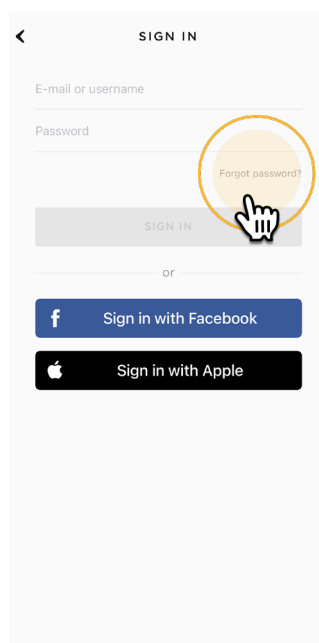 SIGN IN
E-mail or username
Password
Forgot password?
SIGN IN
or
f Sign in with Facebook
Sign in with Apple